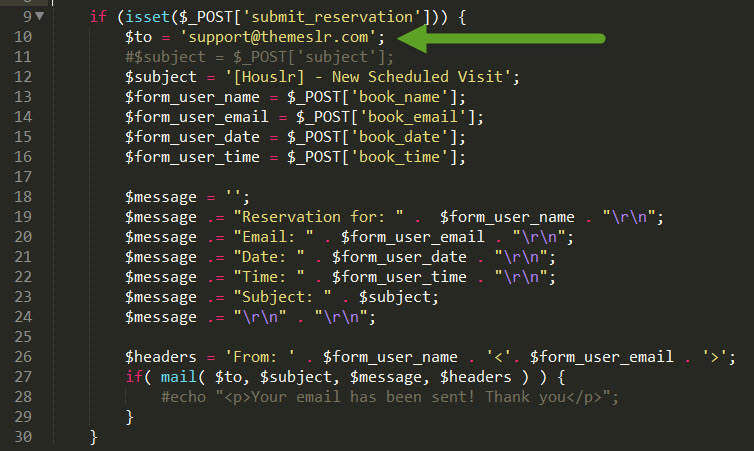 9 if (isset($_POST['submit_reservation'])) {
10 $to = 'support@themeslr.com';
11 #$subject = $_POST['subject'];
12 $subject = '[Houslr] - New Scheduled Visit';
13 $form_user_name = $_POST['book_name'];
14 $form_user_email = $_POST['book_email'];
15 $form_user_date = $_POST['book_date'];
16 $form_user_time = $_POST['book_time'];
17
18 $message = '';
19 $message .= "Reservation for: " .  $form_user_name . "\r\n";
20 $message .= "Email: " . $form_user_email . "\r\n";
21 $message .= "Date: " . $form_user_date . "\r\n";
22 $message .= "Time: " . $form_user_time . "\r\n";
23 $message .= "Subject: " . $subject;
24 $message .= "\r\n" . "\r\n";
25
26 $headers = 'From: ' . $form_user_name . '<'. $form_user_email . '>';
27 if( mail( $to, $subject, $message, $headers ) ) {
28 #echo "<p>Your email has been sent! Thank you</p>";
29 }
30 }